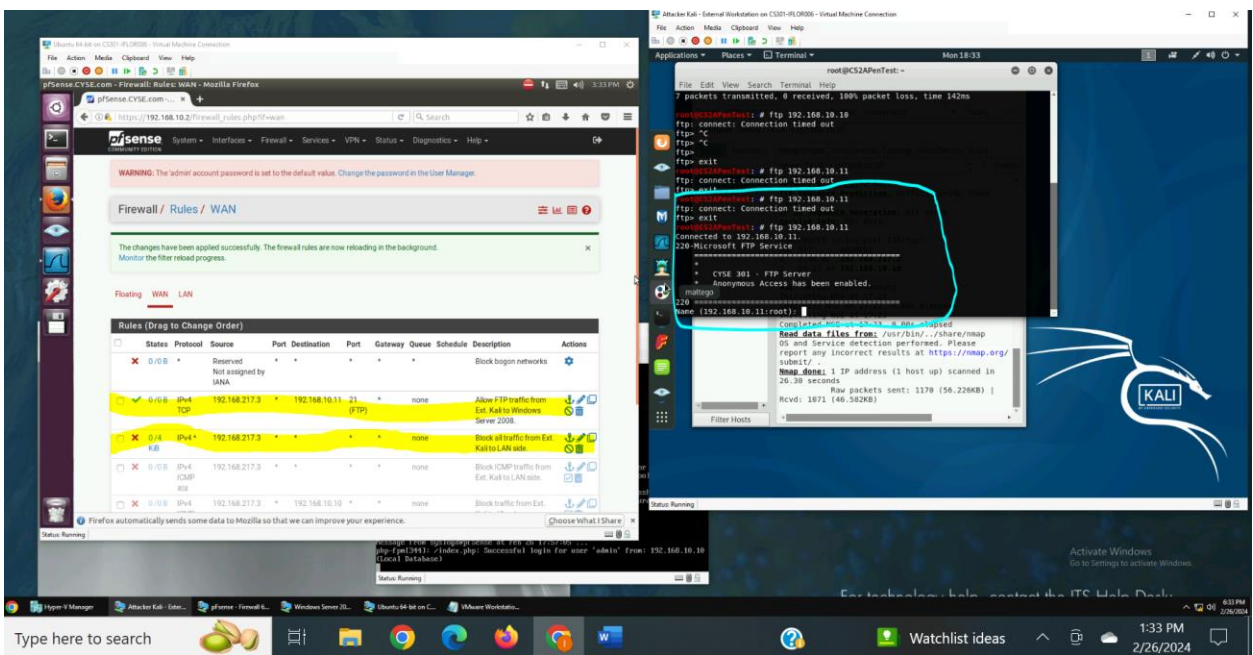 Ubuntu 64-bit on CS301-IFLOR006 - Virtual Machine Connection
File Action Media Clipboard View Help
pfSense.CYSE.com - Firewall: Rules: WAN - Mozilla Firefox
3:33 PM
pfSense.CYSE.com -...
https://192.168.10.2/firewall_rules.php?if=wan
Search
pfsense
COMMUNITY EDITION
System
Interfaces
Firewall
Services
VPN
Status
Diagnostics
Help
WARNING: The 'admin' account password is set to the default value. Change the password in the User Manager.
Firewall / Rules / WAN
The changes have been applied successfully. The firewall rules are now reloading in the background.
Monitor the filter reload progress.
Floating WAN LAN
Rules (Drag to Change Order)
States Protocol Source Port Destination Port Gateway Queue Schedule Description Actions
0/0 B * Reserved * * * * * Block bogon networks
Not assigned by
IANA
0/0 B IPv4 192.168.217.3 * 192.168.10.11 21 * none Allow FTP traffic from
TCP (FTP) Ext. Kali to Windows
Server 2008.
0/4 IPv4 * 192.168.217.3 * * * * none Block all traffic from Ext.
KiB Kali to LAN side.
0/0 B IPv4 192.168.217.3 * * * * none Block ICMP traffic from
ICMP Ext. Kali to LAN side.
0/0 B IPv4 192.168.217.3 * 192.168.10.10 * * none Block traffic from Ext.
Firefox automatically sends some data to Mozilla so that we can improve your experience.
Choose What I Share
Status: Running
php-fpm[344]: /index.php: Successful login for user 'admin' from: 192.168.10.10
(Local Database)
Status: Running
Attacker Kali - External Workstation on CS301-IFLOR006 - Virtual Machine Connection
File Action Media Clipboard View Help
Applications Places Terminal Mon 18:33 1
root@CS2APenTest: ~
File Edit View Search Terminal Help
7 packets transmitted, 0 received, 100% packet loss, time 142ms
root@CS2APenTest:~# ftp 192.168.10.10
ftp: connect: Connection timed out
ftp> ^C
ftp> ^C
ftp>
ftp> exit
root@CS2APenTest:~# ftp 192.168.10.11
ftp: connect: Connection timed out
ftp> exit
root@CS2APenTest:~# ftp 192.168.10.11
ftp: connect: Connection timed out
ftp> exit
root@CS2APenTest:~# ftp 192.168.10.11
Connected to 192.168.10.11.
220-Microsoft FTP Service
*
* CYSE 301 - FTP Server
* Anonymous Access has been enabled.
maltego
220
Name (192.168.10.11:root):
Read data files from: /usr/bin/../share/nmap
OS and Service detection performed. Please
report any incorrect results at https://nmap.org/
submit/ .
Nmap done: 1 IP address (1 host up) scanned in
26.30 seconds
Raw packets sent: 1170 (56.226KB) |
Rcvd: 1071 (46.582KB)
Filter Hosts
KALI
Status: Running
Activate Windows
Go to Settings to activate Windows.
For technology help, contact the ITS Help Desk:
Hyper-V Manager
Attacker Kali - Exter...
pfsense - Firewall 6...
Windows Server 20...
Ubuntu 64-bit on C...
VMware Workstatio...
6:33 PM
2/26/2024
Type here to search
Watchlist ideas
1:33 PM
2/26/2024